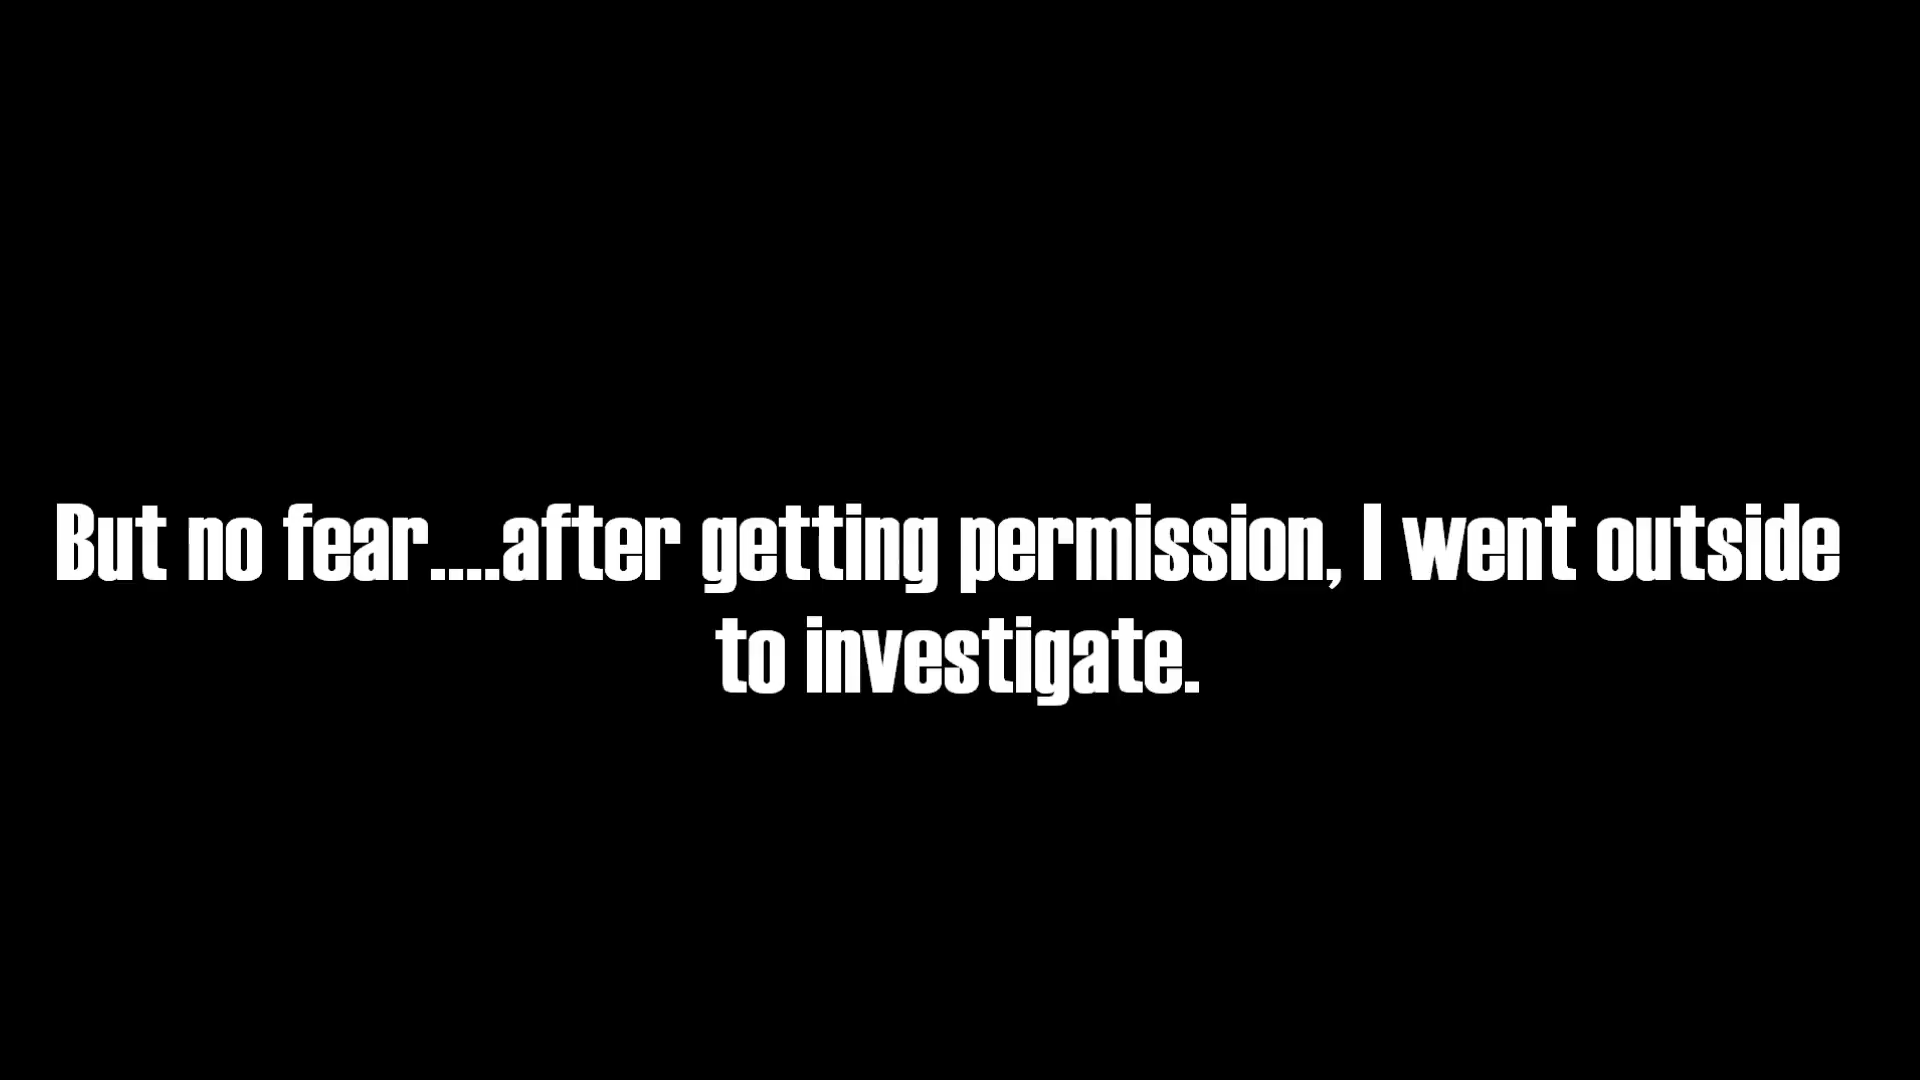 But no fear....after getting permission, I went outside
to investigate.